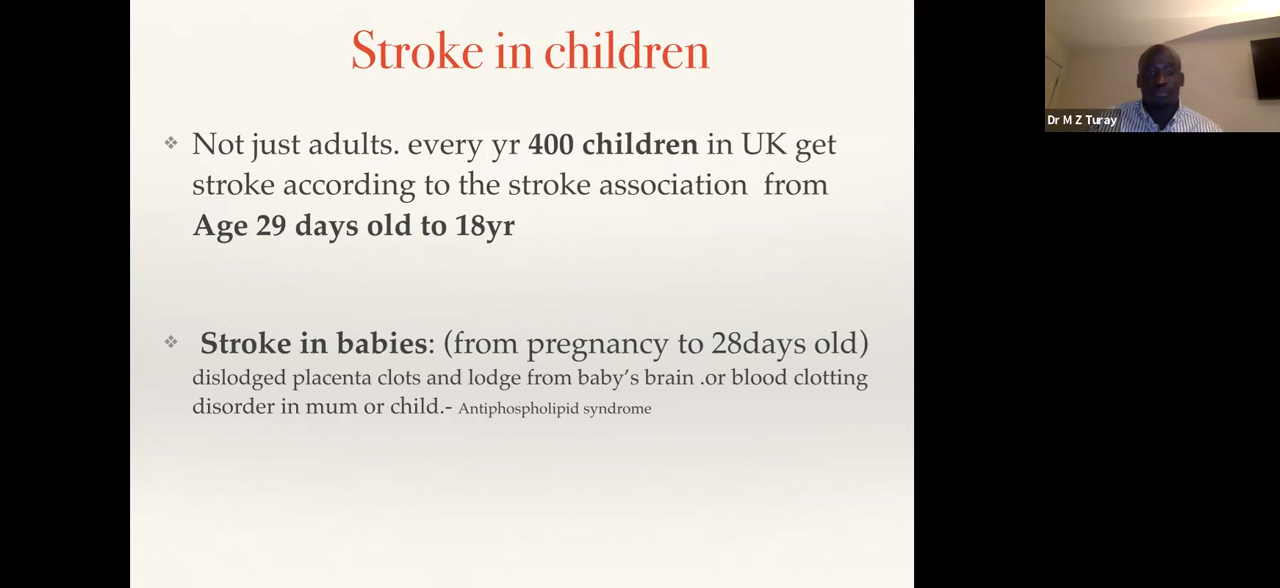 Stroke in children
Not just adults. every yr 400 children in UK get
stroke according to the stroke association from
Age 29 days old to 18yr
Stroke in babies: (from pregnancy to 28days old)
dislodged placenta clots and lodge from baby's brain .or blood clotting
disorder in mum or child.- Antiphospholipid syndrome
Dr M Z Turay